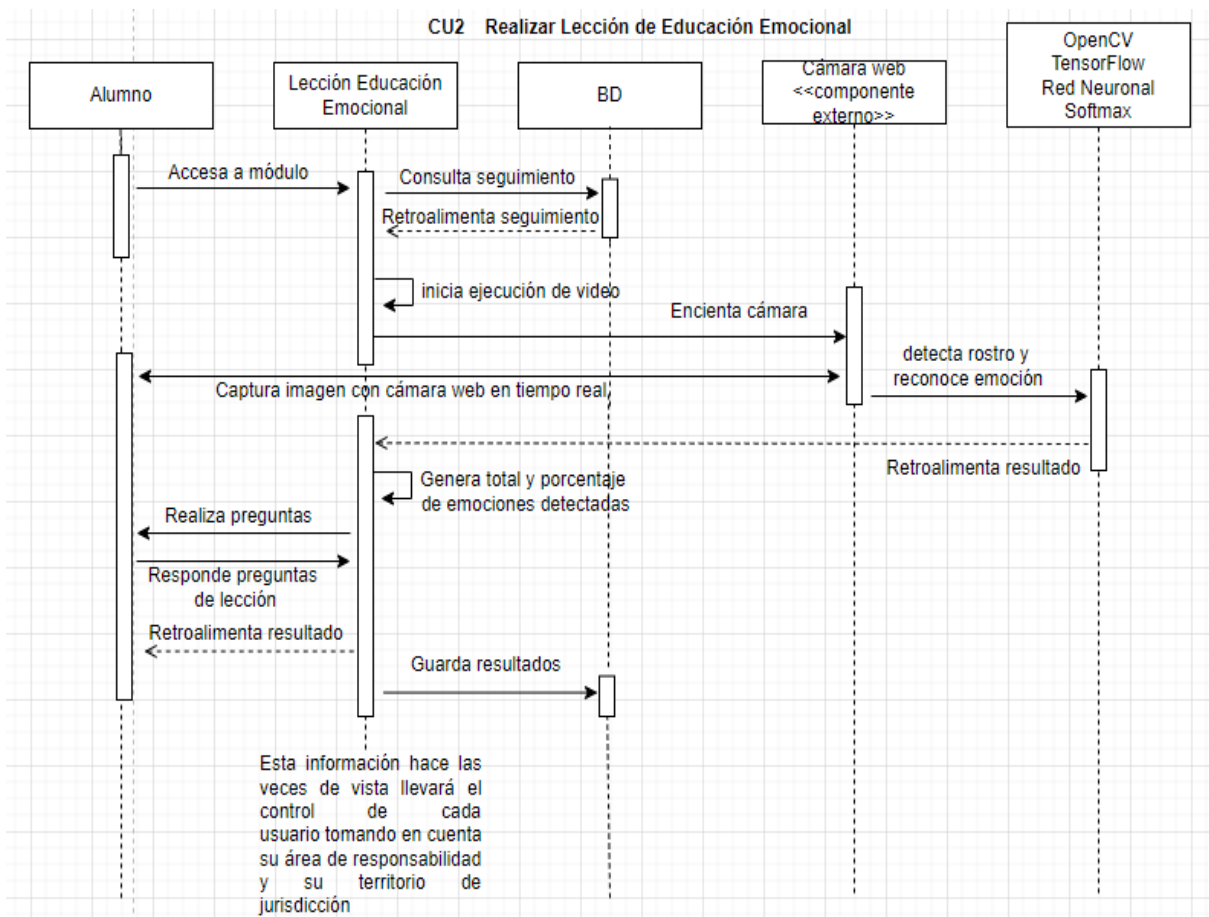 CU2 Realizar Lección de Educación Emocional
Alumno
Lección Educación
Emocional
BD
Cámara web
<<componente
externo>>
OpenCV
TensorFlow
Red Neuronal
Softmax
Accesa a módulo
Consulta seguimiento
Retroalimenta seguimiento
inicia ejecución de video
Encienta cámara
detecta rostro y
reconoce emoción
Captura imagen con cámara web en tiempo real
Retroalimenta resultado
Genera total y porcentaje
de emociones detectadas
Realiza preguntas
Responde preguntas
de lección
Retroalimenta resultado
Guarda resultados
Esta información hace las
veces de vista llevará el
control de cada
usuario tomando en cuenta
su área de responsabilidad
y su territorio de
jurisdicción